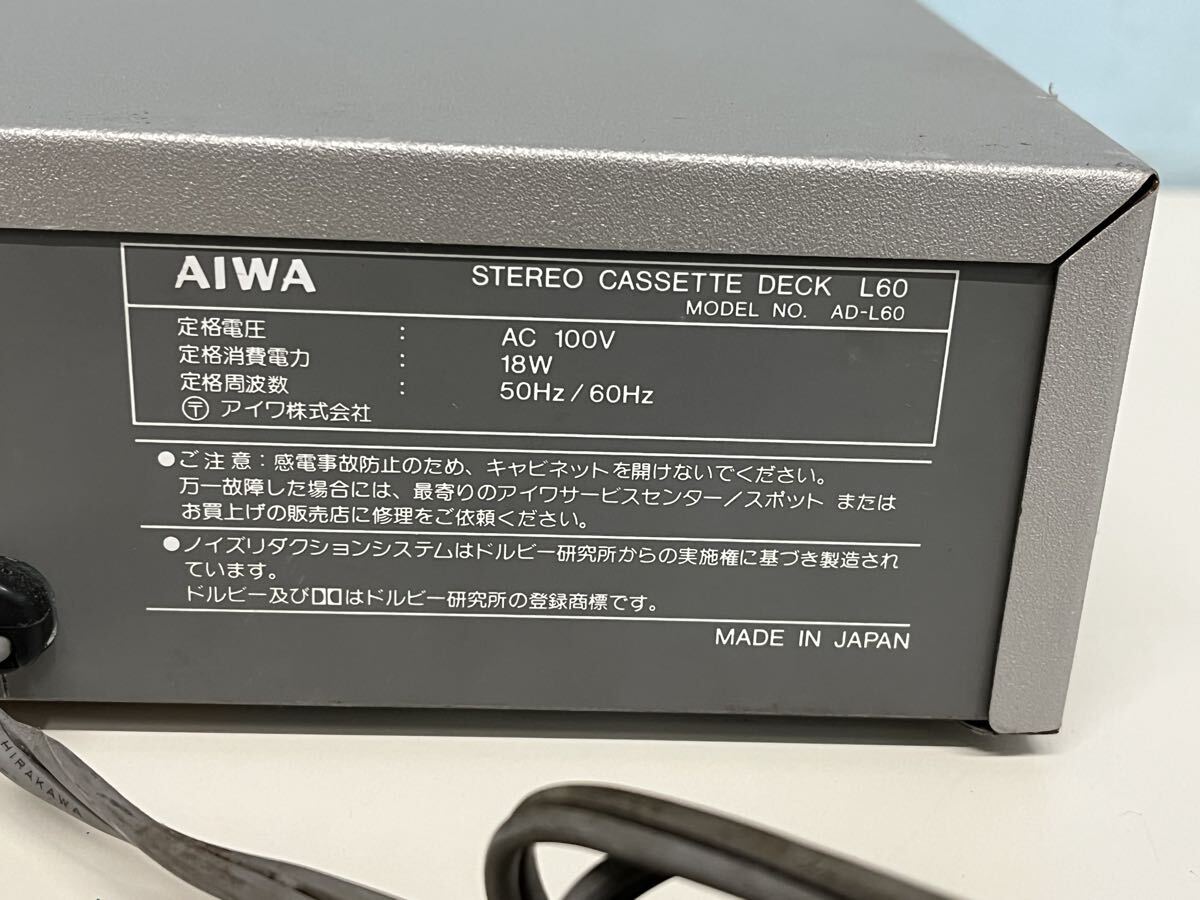 AIWA STEREO CASSETTE DECK L60
MODEL NO. AD-L60
定格電圧 : AC 100V
定格消費電力 : 18W
定格周波数 : 50Hz/60Hz
〶 アイワ株式会社
●ご注意:感電事故防止のため、キャビネットを開けないでください。
万一故障した場合には、最寄りのアイワサービスセンター/スポット または
お買上げの販売店に修理をご依頼ください。
●ノイズリダクションシステムはドルビー研究所からの実施権に基づき製造され
ています。
ドルビー及びDDはドルビー研究所の登録商標です。
MADE IN JAPAN
HIRAKAWA